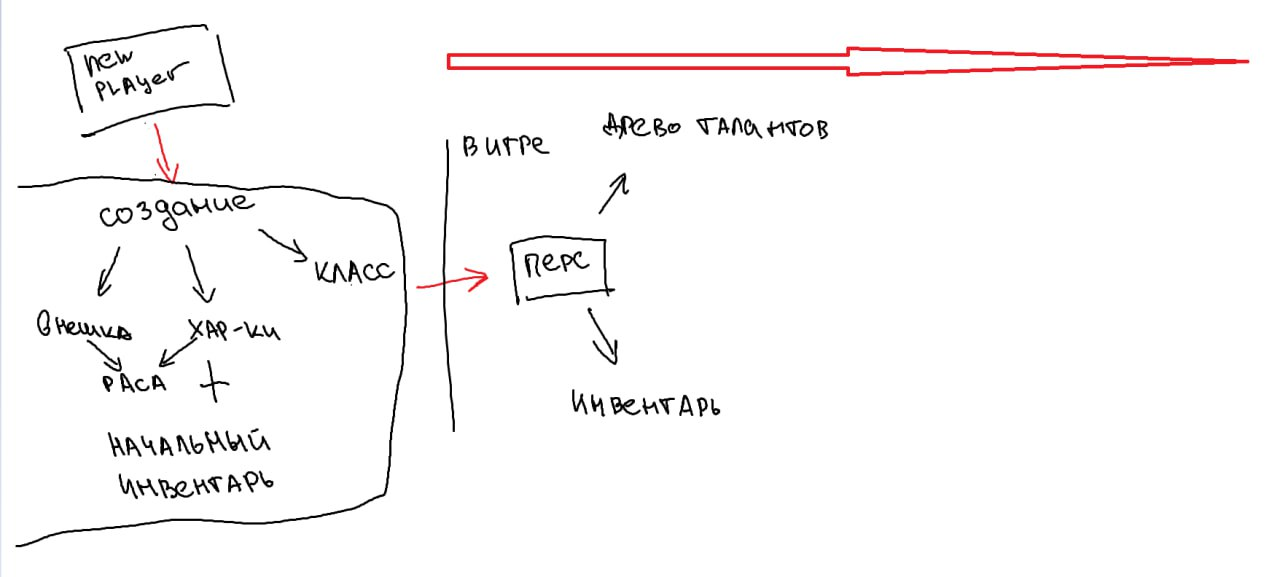 new
PLAyer
создание
КЛАСС
внешка
ХАР-КИ
РАСА +
НАЧАЛЬНЫЙ
ИНВЕНТАРЬ
В ИГРЕ
ДРЕВО ТАЛАНТОВ
ПЕРС
ИНВЕНТАРЬ